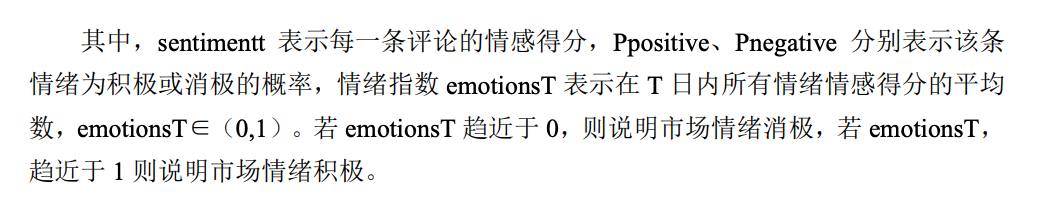 其中，sentimentt 表示每一条评论的情感得分，Ppositive、Pnegative 分别表示该条
情绪为积极或消极的概率，情绪指数 emotionsT 表示在 T 日内所有情绪情感得分的平均
数，emotionsT∈（0,1）。若 emotionsT 趋近于 0，则说明市场情绪消极，若 emotionsT，
趋近于 1 则说明市场情绪积极。